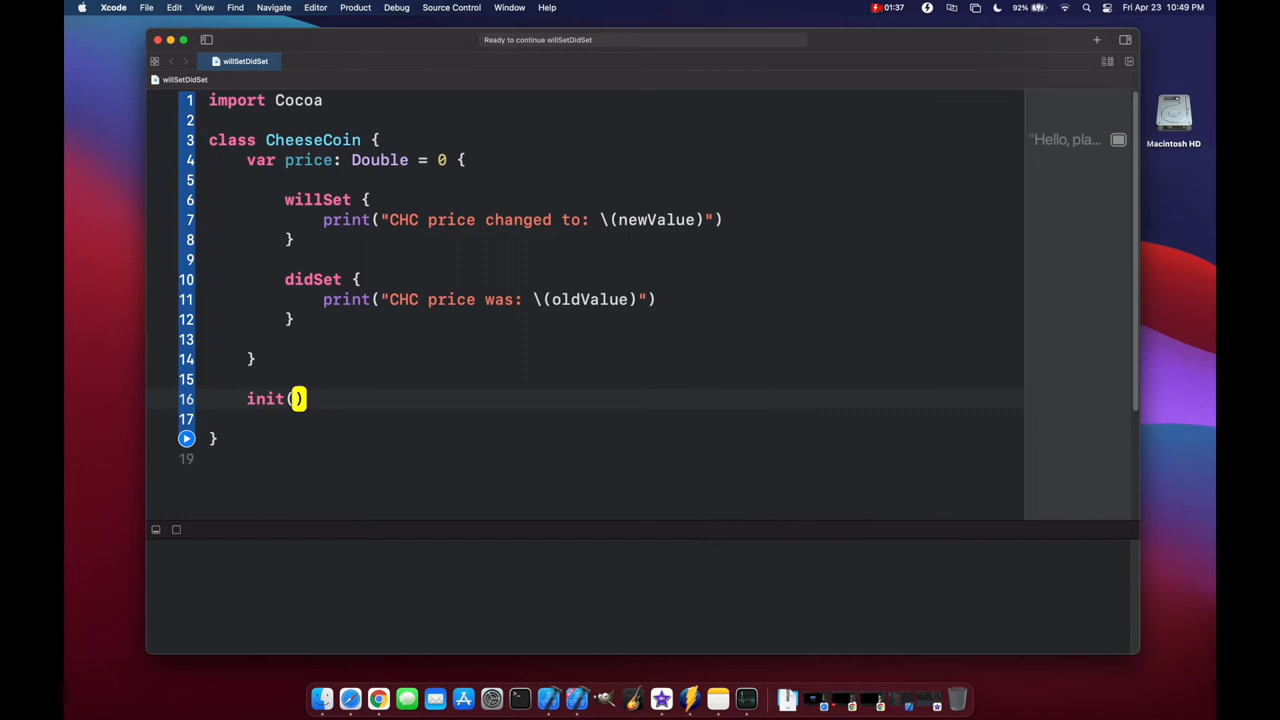 Xcode File Edit View Find Navigate Editor Product Debug Source Control Window Help 01:37 92% Fri Apr 23 10:49 PM
Ready to continue willSetDidSet
willSetDidSet
willSetDidSet
1 import Cocoa
2
3 class CheeseCoin {
4 var price: Double = 0 {
5
6 willSet {
7 print("CHC price changed to: \(newValue)")
8 }
9
10 didSet {
11 print("CHC price was: \(oldValue)")
12 }
13
14 }
15
16 init()
17
}
19
"Hello, pla...
Macintosh HD